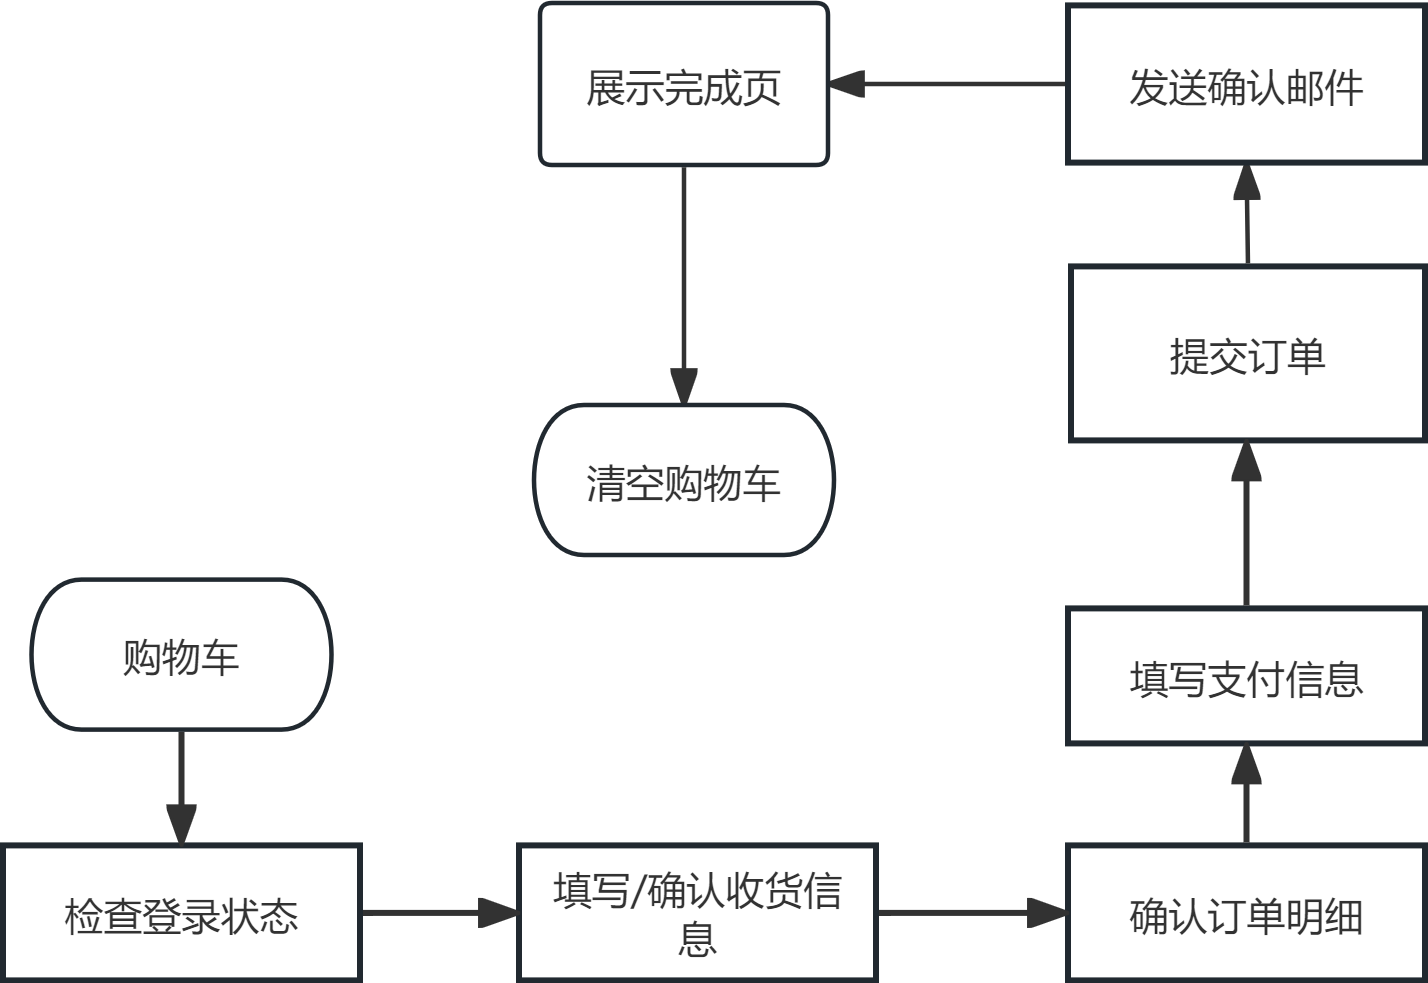 展示完成页
发送确认邮件
提交订单
清空购物车
购物车
填写支付信息
检查登录状态
填写/确认收货信
息
确认订单明细